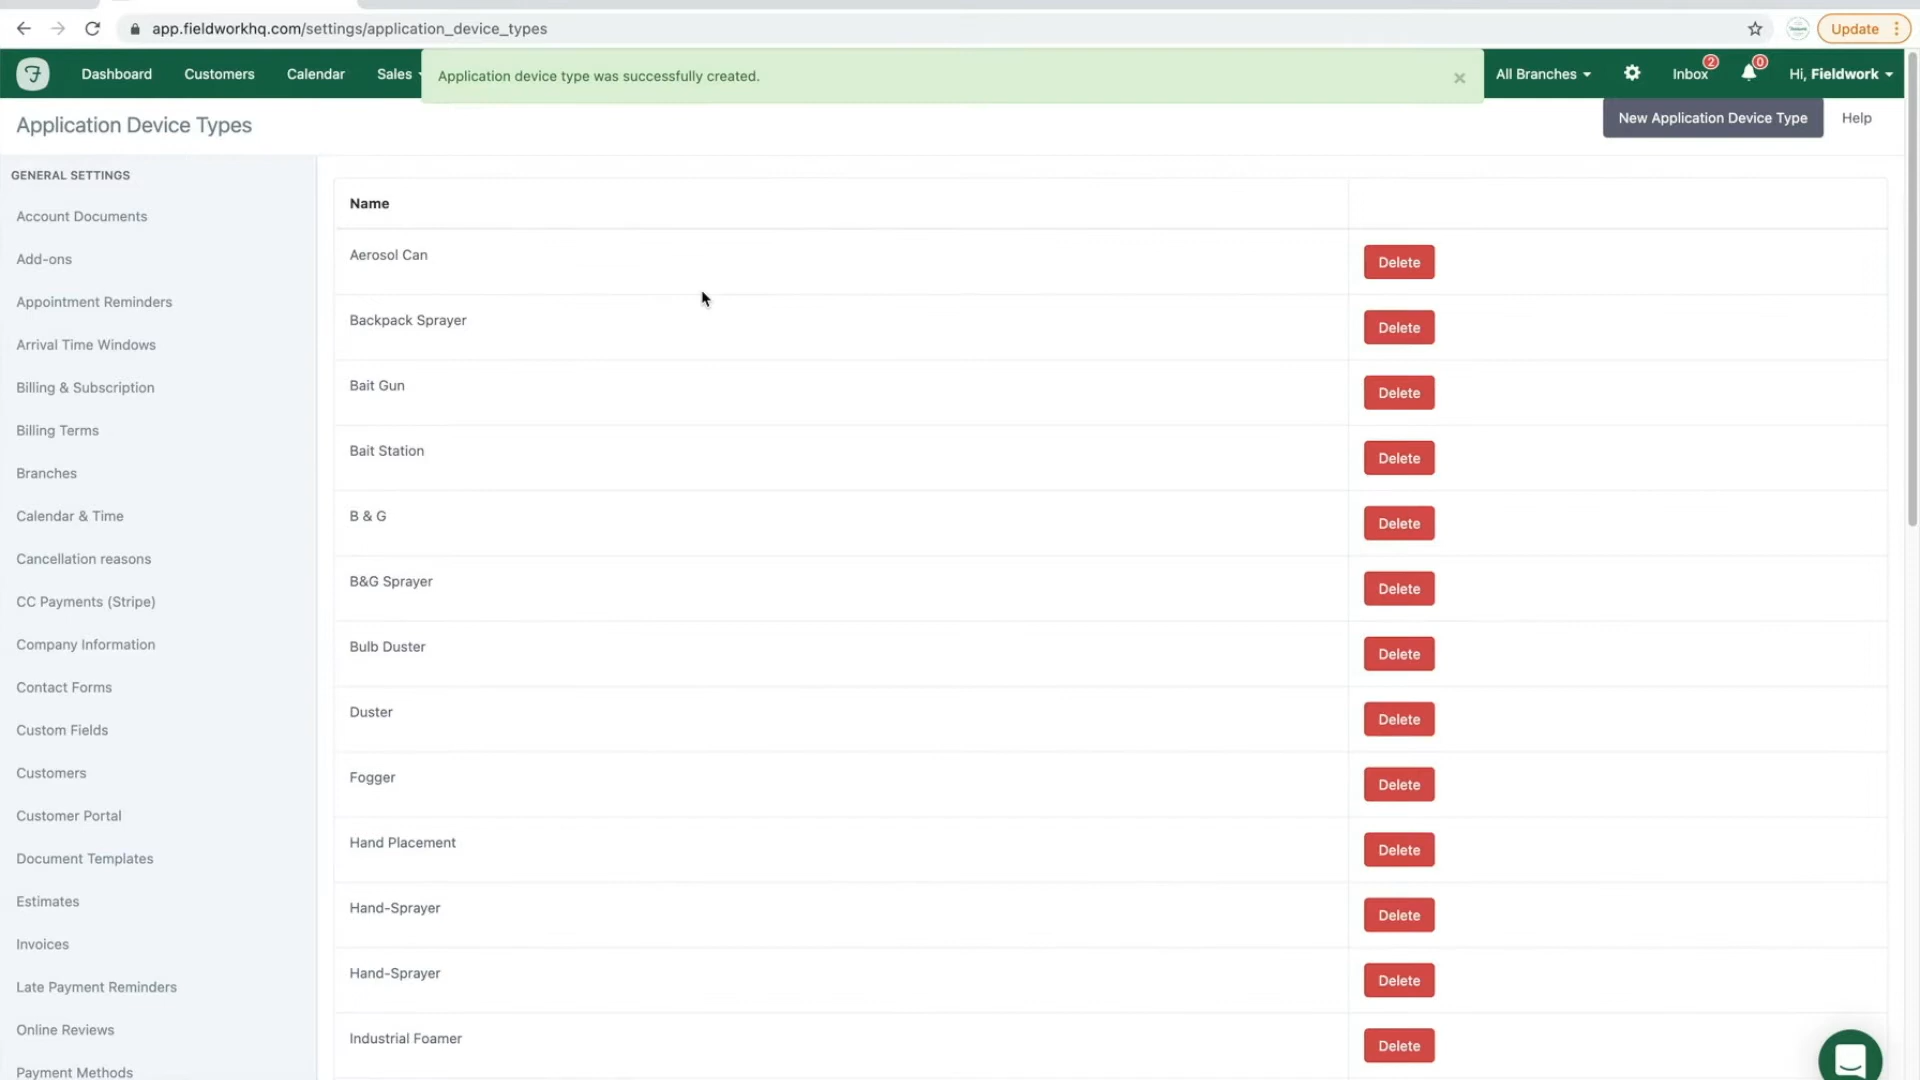 app.fieldworkhq.com/settings/application_device_types
Update
Dashboard
Customers
Calendar
Sales
Application device type was successfully created.
All Branches
Inbox
2
0
Hi, Fieldwork
Application Device Types
New Application Device Type
Help
GENERAL SETTINGS
Account Documents
Add-ons
Appointment Reminders
Arrival Time Windows
Billing & Subscription
Billing Terms
Branches
Calendar & Time
Cancellation reasons
CC Payments (Stripe)
Company Information
Contact Forms
Custom Fields
Customers
Customer Portal
Document Templates
Estimates
Invoices
Late Payment Reminders
Online Reviews
Payment Methods
Name
Aerosol Can
Delete
Backpack Sprayer
Delete
Bait Gun
Delete
Bait Station
Delete
B & G
Delete
B&G Sprayer
Delete
Bulb Duster
Delete
Duster
Delete
Fogger
Delete
Hand Placement
Delete
Hand-Sprayer
Delete
Hand-Sprayer
Delete
Industrial Foamer
Delete